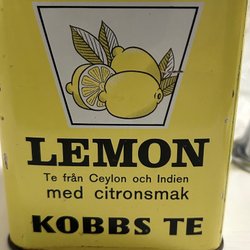 LEMON
Te från Ceylon och Indien
med citronsmak
KOBBS TE